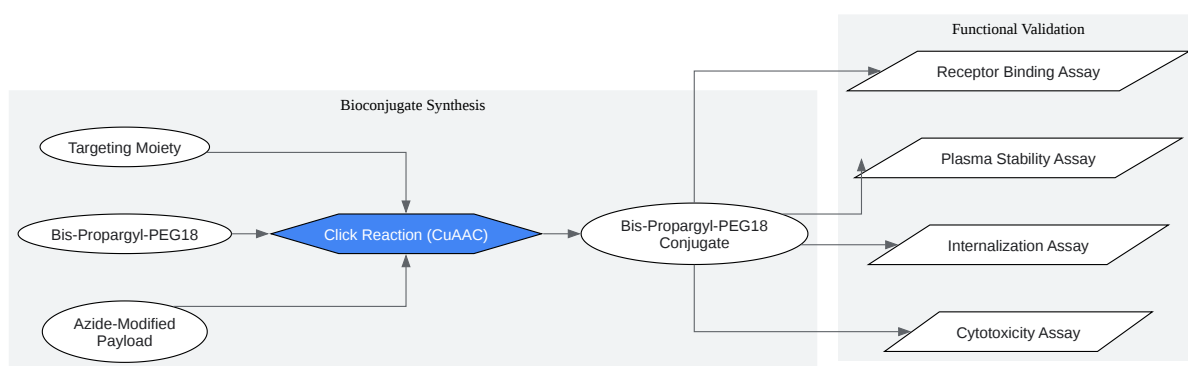 Functional Validation
Receptor Binding Assay
Bioconjugate Synthesis
Targeting Moiety
Plasma Stability Assay
Bis-Propargyl-PEG18
Click Reaction (CuAAC)
Bis-Propargyl-PEG18
Conjugate
Internalization Assay
Azide-Modified
Payload
Cytotoxicity Assay